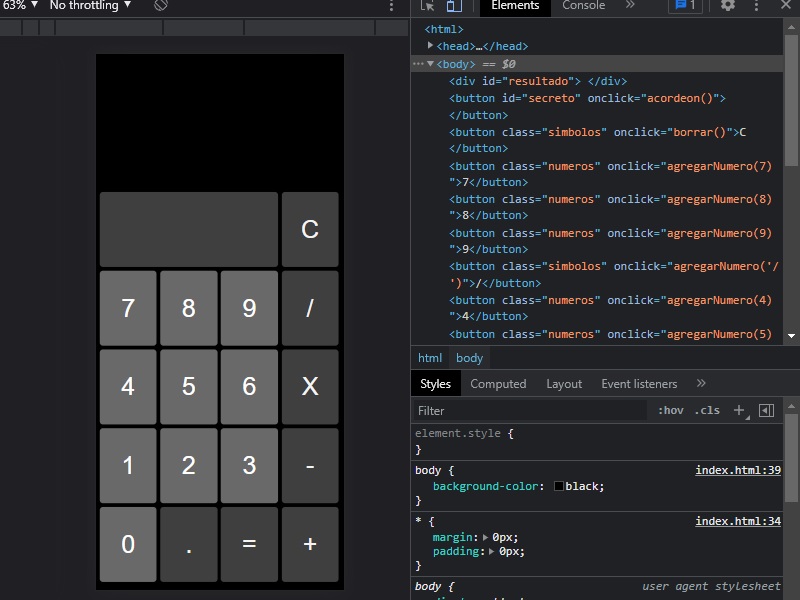 63% ▼ No throttling ▼
Elements Console » 1
<html>
<head>…</head>
<body> == $0
<div id="resultado"> </div>
<button id="secreto" onclick="acordeon()">
</button>
<button class="simbolos" onclick="borrar()">C
</button>
<button class="numeros" onclick="agregarNumero(7)
">7</button>
<button class="numeros" onclick="agregarNumero(8)
">8</button>
<button class="numeros" onclick="agregarNumero(9)
">9</button>
<button class="simbolos" onclick="agregarNumero('/
')">/</button>
<button class="numeros" onclick="agregarNumero(4)
">4</button>
<button class="numeros" onclick="agregarNumero(5)
html body
Styles Computed Layout Event listeners »
Filter :hov .cls +
element.style {
}
body { index.html:39
background-color: black;
}
* { index.html:34
margin: 0px;
padding: 0px;
}
body { user agent stylesheet
C
7 8 9 /
4 5 6 X
1 2 3 -
0 . = +